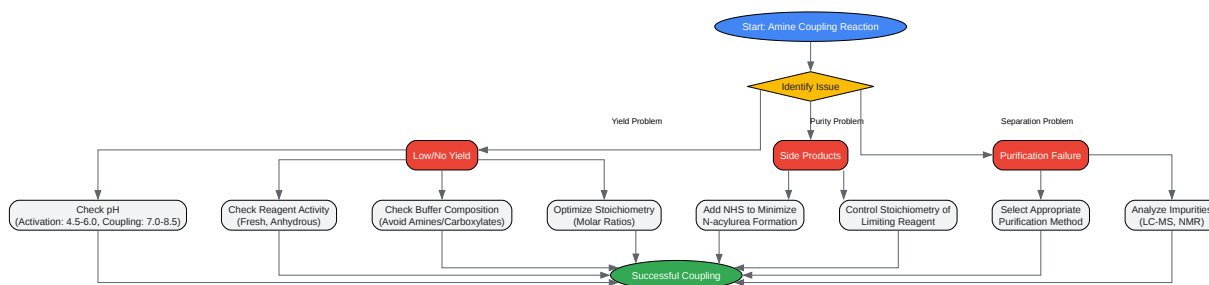 Start: Amine Coupling Reaction
Identify Issue
Yield Problem
Purity Problem
Separation Problem
Low/No Yield
Side Products
Purification Failure
Check pH
(Activation: 4.5-6.0, Coupling: 7.0-8.5)
Check Reagent Activity
(Fresh, Anhydrous)
Check Buffer Composition
(Avoid Amines/Carboxylates)
Optimize Stoichiometry
(Molar Ratios)
Add NHS to Minimize
N-acylurea Formation
Control Stoichiometry of
Limiting Reagent
Select Appropriate
Purification Method
Analyze Impurities
(LC-MS, NMR)
Successful Coupling